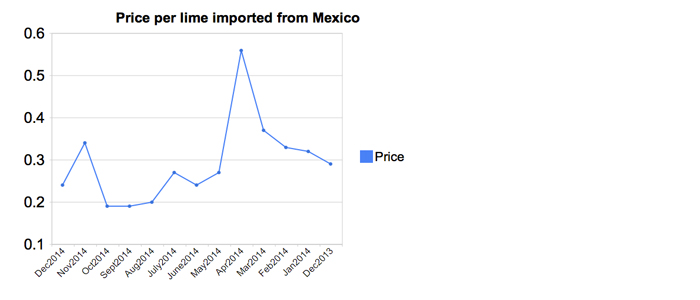 Price per lime imported from Mexico
0.6
0.5
0.4
0.3
0.2
0.1
Price
Dec2014
Nov2014
Oct2014
Sept2014
Aug2014
July2014
June2014
May2014
Apr2014
Mar2014
Feb2014
Jan2014
Dec2013